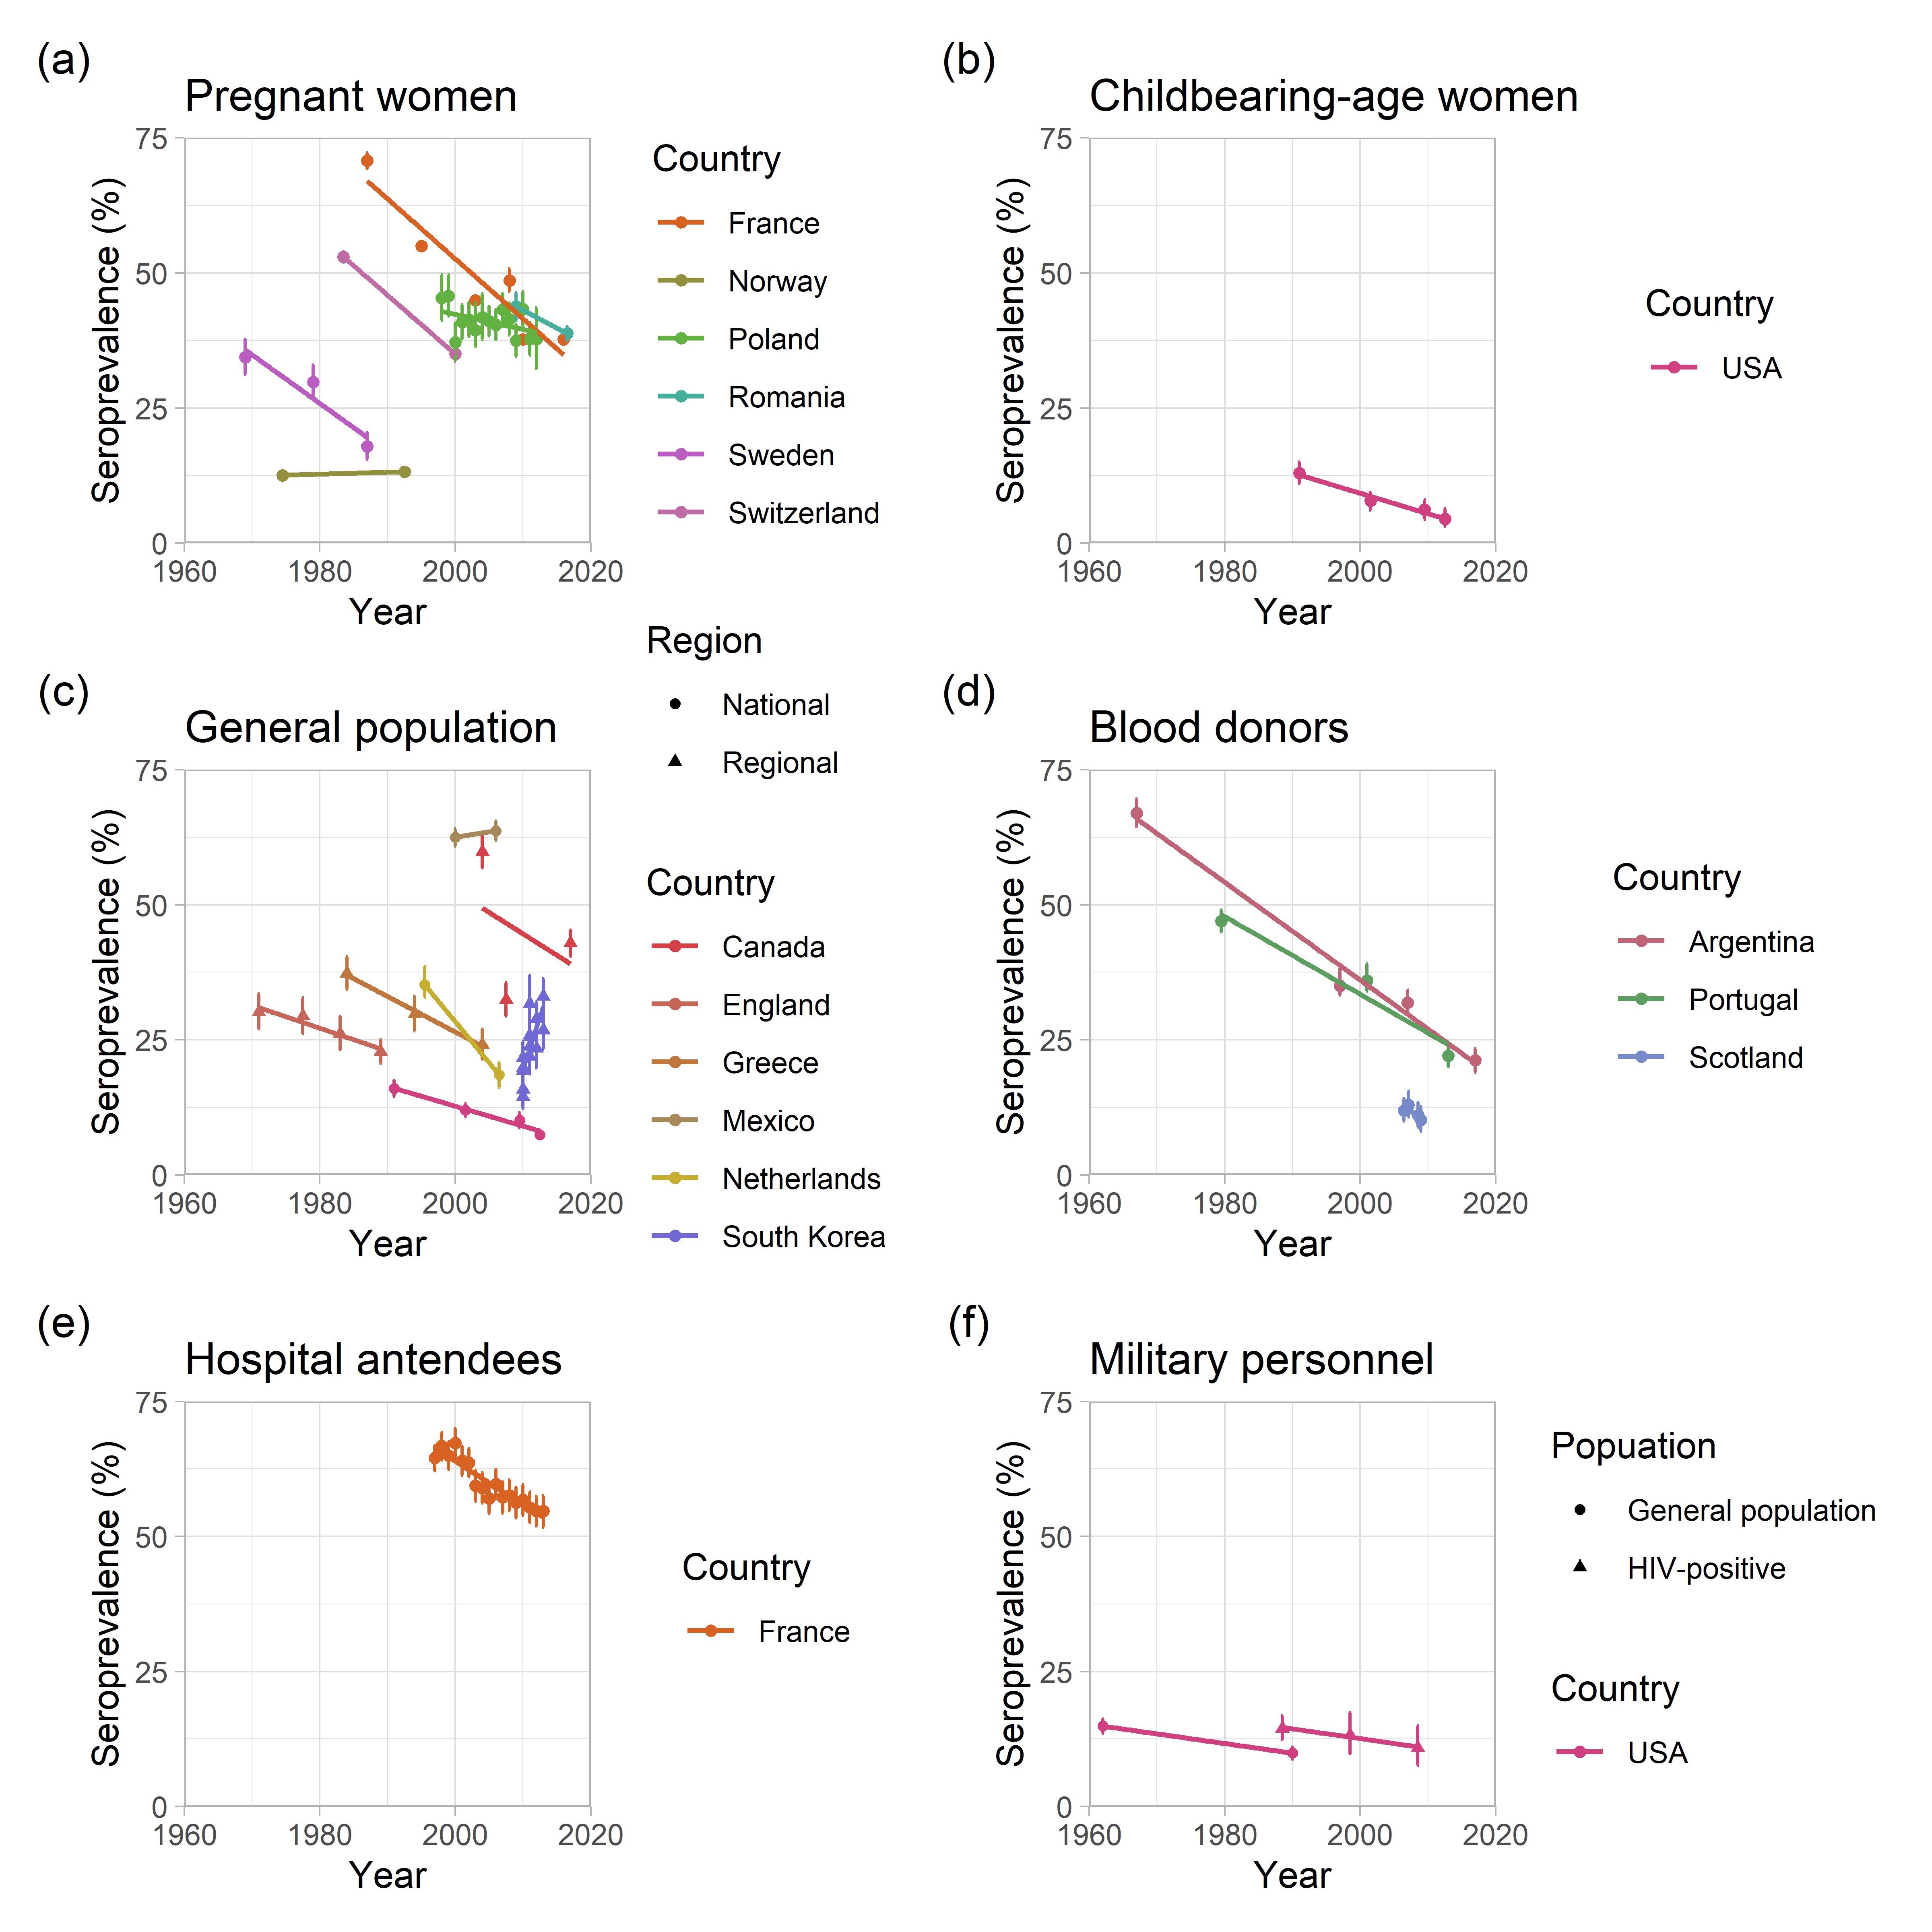 (a)
Pregnant women
75
50
25
0
1960 1980 2000 2020
Year
Seroprevalence (%)
Country
France
Norway
Poland
Romania
Sweden
Switzerland
(b)
Childbearing-age women
75
50
25
0
1960 1980 2000 2020
Year
Seroprevalence (%)
Country
USA
(c)
General population
75
50
25
0
1960 1980 2000 2020
Year
Seroprevalence (%)
Region
National
Regional
Country
Canada
England
Greece
Mexico
Netherlands
South Korea
(d)
Blood donors
75
50
25
0
1960 1980 2000 2020
Year
Seroprevalence (%)
Country
Argentina
Portugal
Scotland
(e)
Hospital antendees
75
50
25
0
1960 1980 2000 2020
Year
Seroprevalence (%)
Country
France
(f)
Military personnel
75
50
25
0
1960 1980 2000 2020
Year
Seroprevalence (%)
Popuation
General population
HIV-positive
Country
USA